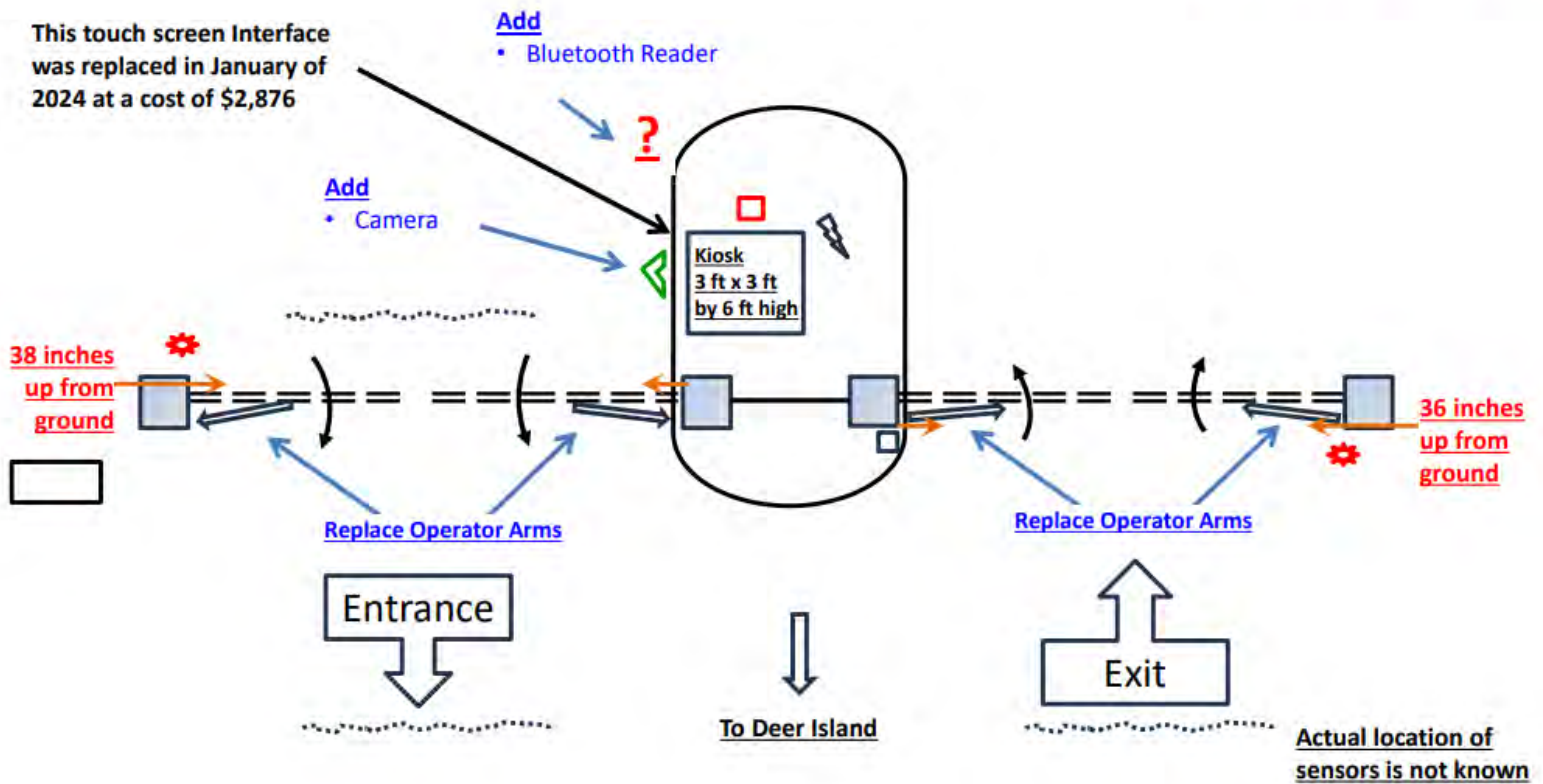 This touch screen Interface
was replaced in January of
2024 at a cost of $2,876
Add
• Bluetooth Reader
?
Add
• Camera
Kiosk
3 ft x 3 ft
by 6 ft high
38 inches
up from
ground
36 inches
up from
ground
Replace Operator Arms
Replace Operator Arms
Entrance
Exit
To Deer Island
Actual location of
sensors is not known